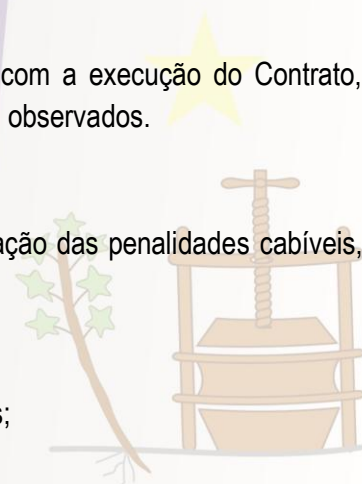 com a execução do Contrato,
observados.
ação das penalidades cabíveis,
s;